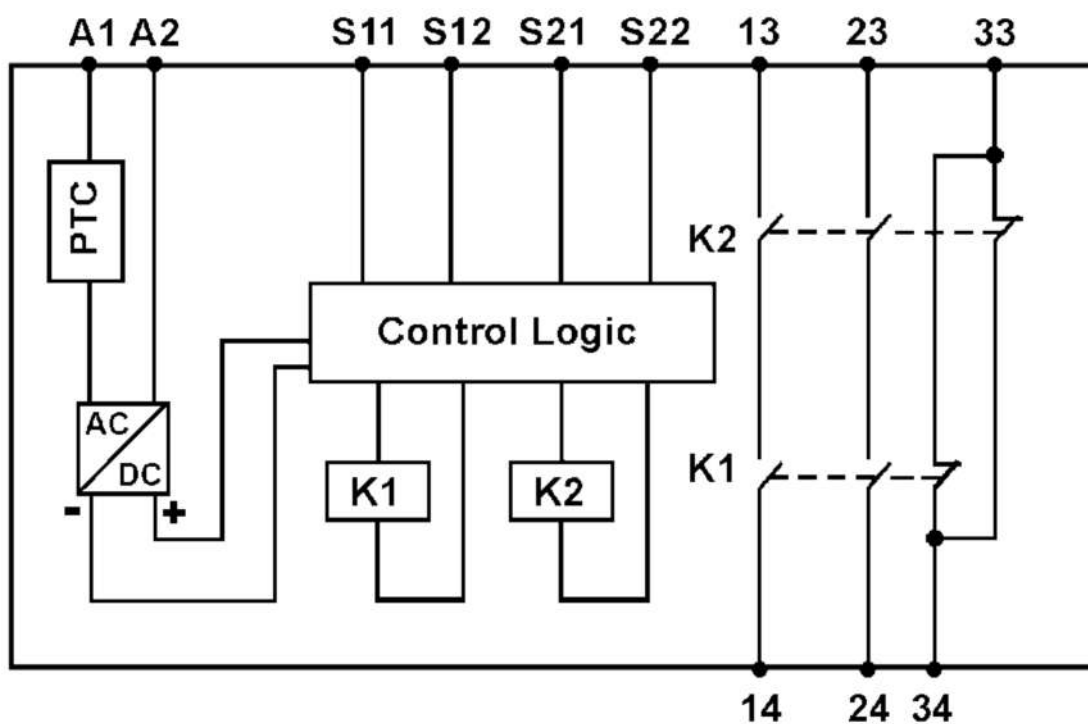 A1 A2 S11 S12 S21 S22 13 23 33
PTC
K2
Control Logic
AC
DC
K1
K1 K2
- +
14 24 34